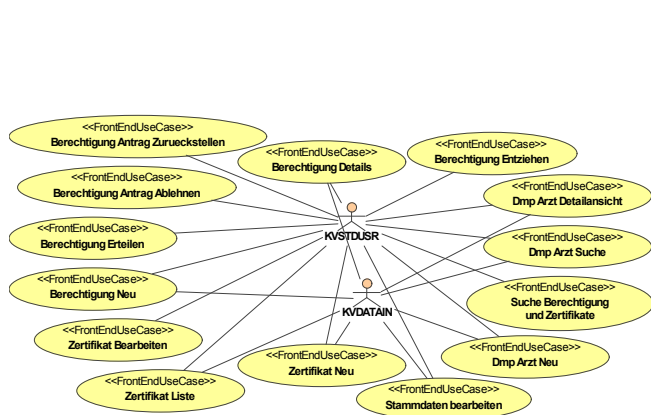 <<FrontEndUseCase>>
Berechtigung Antrag Zurueckstellen
<<FrontEndUseCase>>
Berechtigung Details
<<FrontEndUseCase>>
Berechtigung Entziehen
<<FrontEndUseCase>>
Berechtigung Antrag Ablehnen
<<FrontEndUseCase>>
Dmp Arzt Detailansicht
<<FrontEndUseCase>>
Berechtigung Erteilen
KVSTDUSR
<<FrontEndUseCase>>
Dmp Arzt Suche
<<FrontEndUseCase>>
Berechtigung Neu
<<FrontEndUseCase>>
Suche Berechtigung
und Zertifikate
KVDATAIN
<<FrontEndUseCase>>
Zertifikat Bearbeiten
<<FrontEndUseCase>>
Dmp Arzt Neu
<<FrontEndUseCase>>
Zertifikat Neu
<<FrontEndUseCase>>
Zertifikat Liste
<<FrontEndUseCase>>
Stammdaten bearbeiten